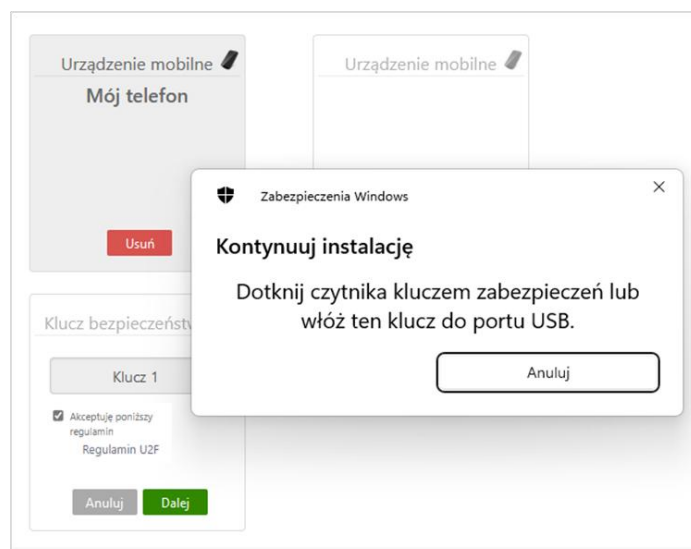 Urządzenie mobilne
Mój telefon
Usuń
Urządzenie mobilne
Zabezpieczenia Windows
Kontynuuj instalację
Dotknij czytnika kluczem zabezpieczeń lub
włóż ten klucz do portu USB.
Anuluj
Klucz
Klucz 1
Akceptuję poniższy
regulamin
Regulamin U2F
Anuluj
Dalej